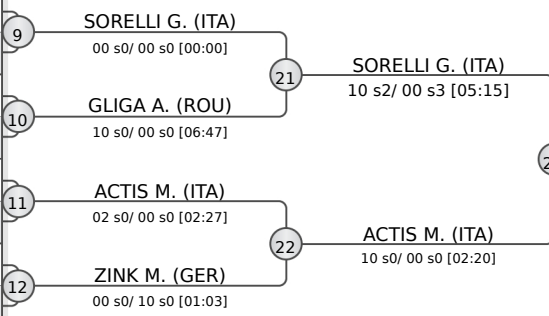 9
SORELLI G. (ITA)
00 s0/ 00 s0 [00:00]
21
SORELLI G. (ITA)
10 s2/ 00 s3 [05:15]
10
GLIGA A. (ROU)
10 s0/ 00 s0 [06:47]
11
ACTIS M. (ITA)
02 s0/ 00 s0 [02:27]
22
ACTIS M. (ITA)
10 s0/ 00 s0 [02:20]
12
ZINK M. (GER)
00 s0/ 10 s0 [01:03]